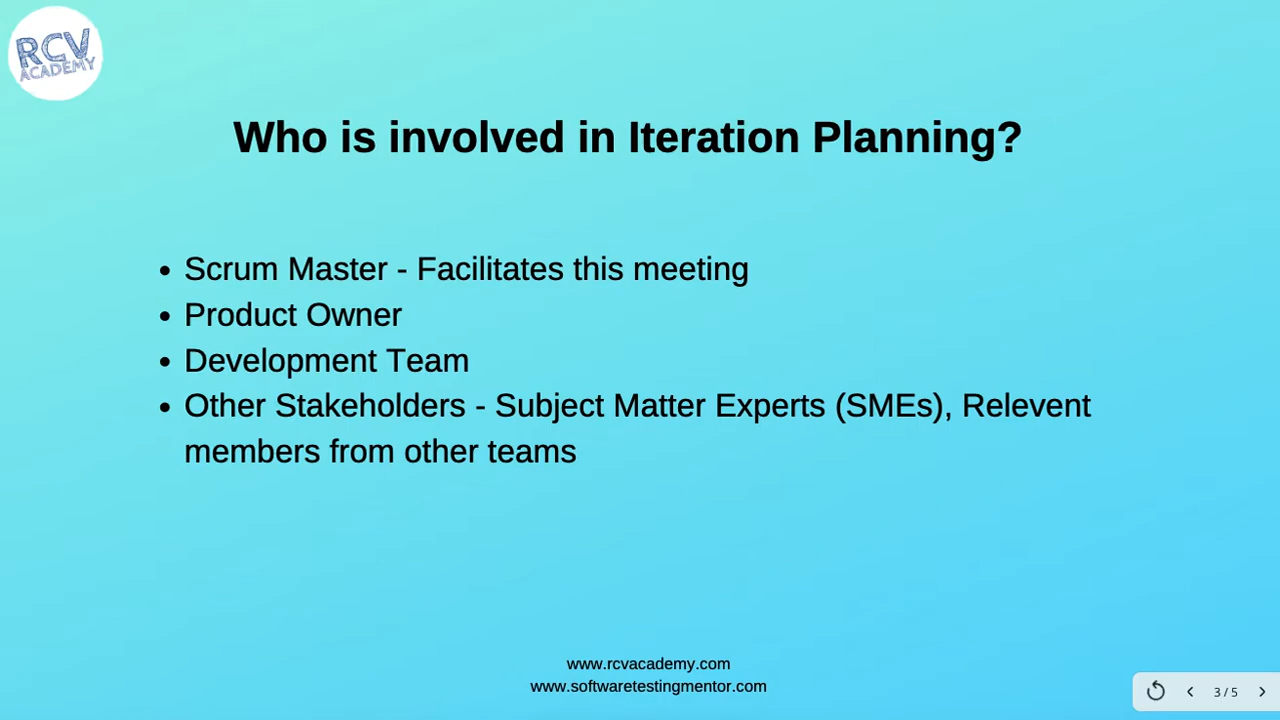 RCV
ACADEMY
Who is involved in Iteration Planning?
• Scrum Master - Facilitates this meeting
• Product Owner
• Development Team
• Other Stakeholders - Subject Matter Experts (SMEs), Relevent
members from other teams
www.rcvacademy.com
www.softwaretestingmentor.com
3 / 5